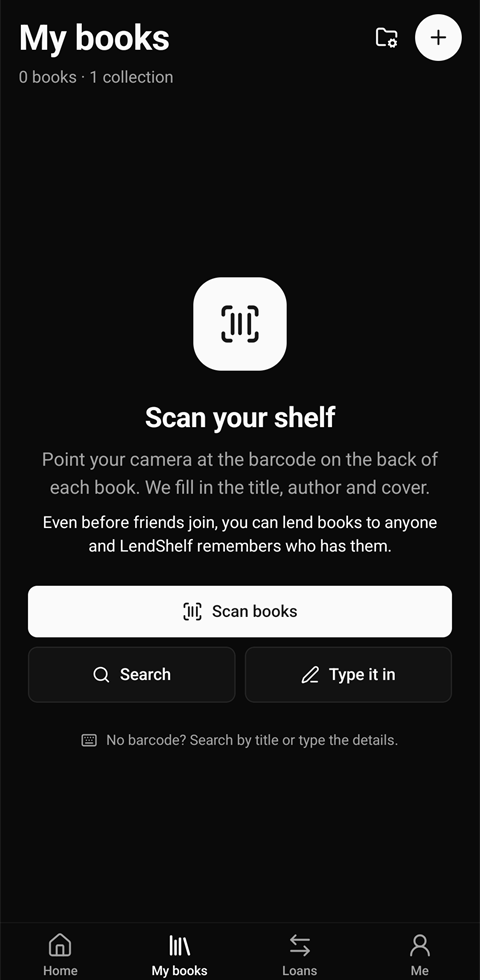 My books
0 books · 1 collection
Scan your shelf
Point your camera at the barcode on the back of
each book. We fill in the title, author and cover.
Even before friends join, you can lend books to anyone
and LendShelf remembers who has them.
Scan books
Search
Type it in
No barcode? Search by title or type the details.
Home
My books
Loans
Me